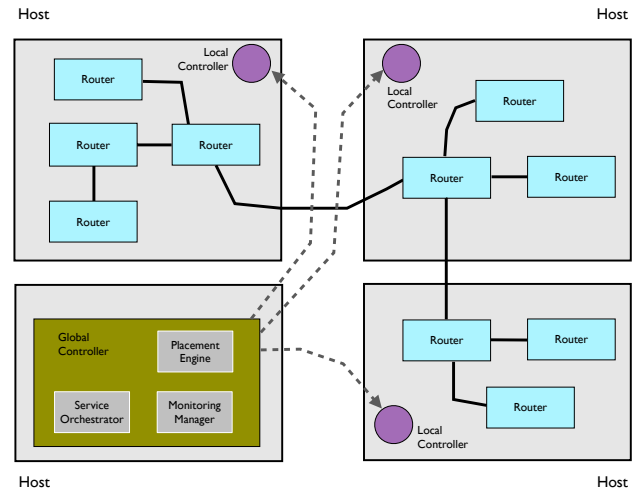 Host
Host
Local
Controller
Router
Router
Router
Router
Local
Controller
Router
Router
Router
Global
Controller
Placement
Engine
Service
Orchestrator
Monitoring
Manager
Router
Router
Router
Local
Controller
Host
Host